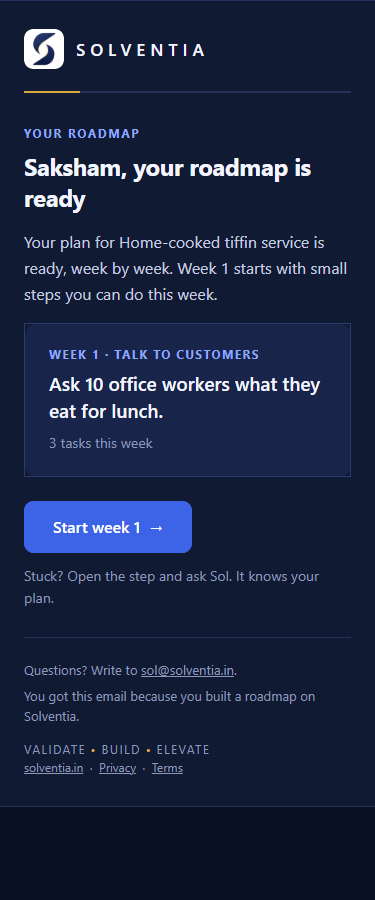 SOLVENTIA
YOUR ROADMAP
Saksham, your roadmap is
ready
Your plan for Home-cooked tiffin service is
ready, week by week. Week 1 starts with small
steps you can do this week.
WEEK 1 · TALK TO CUSTOMERS
Ask 10 office workers what they
eat for lunch.
3 tasks this week
Start week 1 →
Stuck? Open the step and ask Sol. It knows your
plan.
Questions? Write to sol@solventia.in.
You got this email because you built a roadmap on
Solventia.
VALIDATE • BUILD • ELEVATE
solventia.in · Privacy · Terms